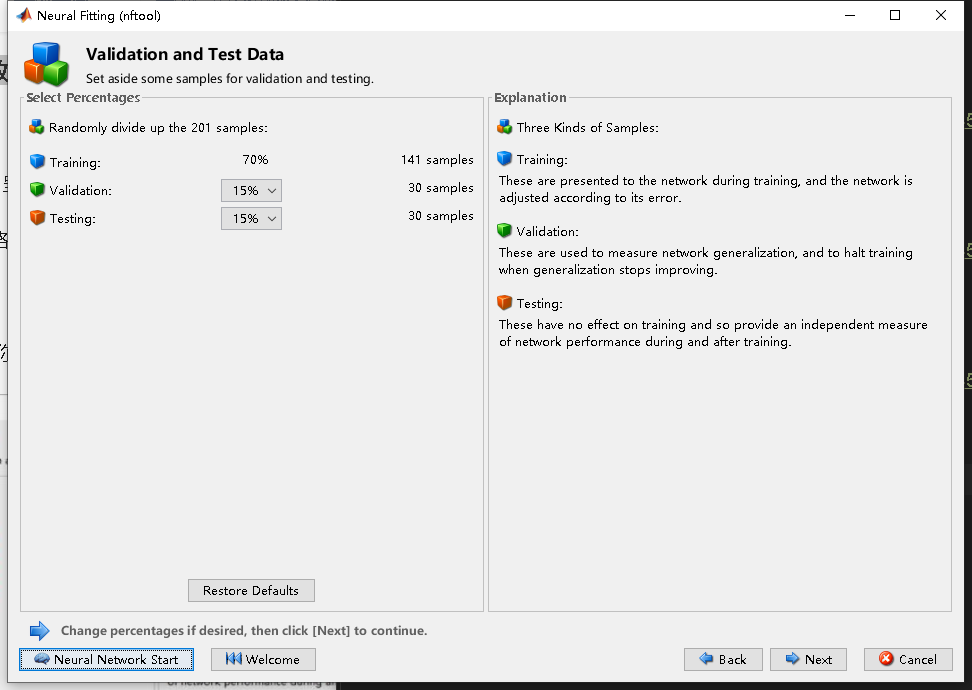 Neural Fitting (nftool)
Validation and Test Data
Set aside some samples for validation and testing.
Select Percentages
Randomly divide up the 201 samples:
Training: 70% 141 samples
Validation: 15% 30 samples
Testing: 15% 30 samples
Restore Defaults
Explanation
Three Kinds of Samples:
Training:
These are presented to the network during training, and the network is
adjusted according to its error.
Validation:
These are used to measure network generalization, and to halt training
when generalization stops improving.
Testing:
These have no effect on training and so provide an independent measure
of network performance during and after training.
Change percentages if desired, then click [Next] to continue.
Neural Network Start Welcome Back Next Cancel